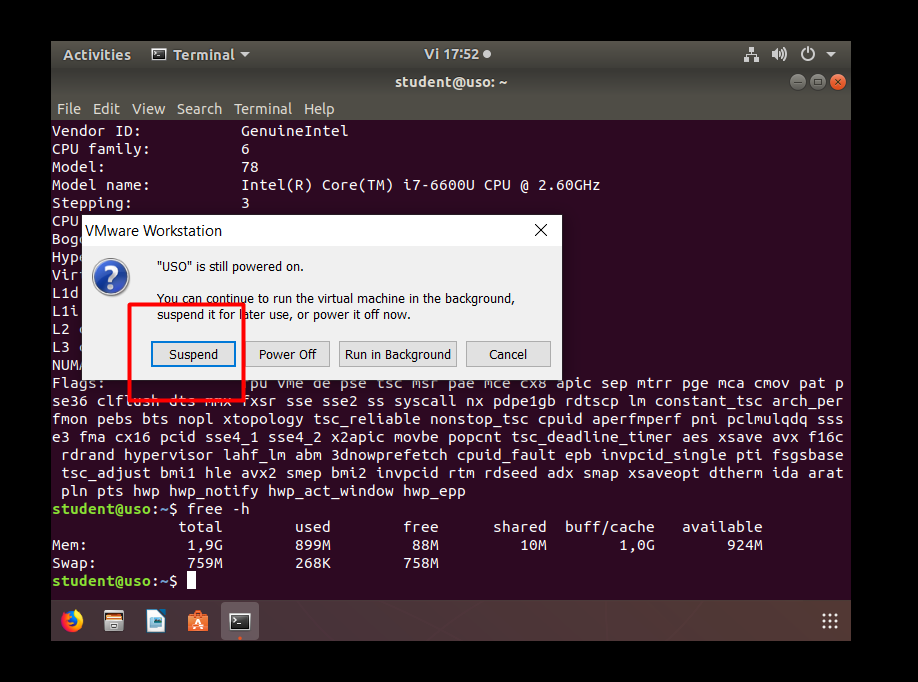 Activities Terminal Vi 17:52
student@uso: ~
File Edit View Search Terminal Help
Vendor ID: GenuineIntel
CPU family: 6
Model: 78
Model name: Intel(R) Core(TM) i7-6600U CPU @ 2.60GHz
Stepping: 3
CPU
Bogo
Hype
Virt
L1d
L1i
L2
L3
NUMA
VMware Workstation
"USO" is still powered on.
You can continue to run the virtual machine in the background,
suspend it for later use, or power it off now.
Suspend Power Off Run in Background Cancel
Flags: pu vme de pse tsc msr pae mce cx8 apic sep mtrr pge mca cmov pat p
se36 clflush dts mmx fxsr sse sse2 ss syscall nx pdpe1gb rdtscp lm constant_tsc arch_per
fmon pebs bts nopl xtopology tsc_reliable nonstop_tsc cpuid aperfmperf pni pclmulqdq sss
e3 fma cx16 pcid sse4_1 sse4_2 x2apic movbe popcnt tsc_deadline_timer aes xsave avx f16c
rdrand hypervisor lahf_lm abm 3dnowprefetch cpuid_fault epb invpcid_single pti fsgsbase
tsc_adjust bmi1 hle avx2 smep bmi2 invpcid rtm rdseed adx smap xsaveopt dtherm ida arat
pln pts hwp hwp_notify hwp_act_window hwp_epp
student@uso:~$ free -h
total used free shared buff/cache available
Mem: 1,9G 899M 88M 10M 1,0G 924M
Swap: 759M 268K 758M
student@uso:~$